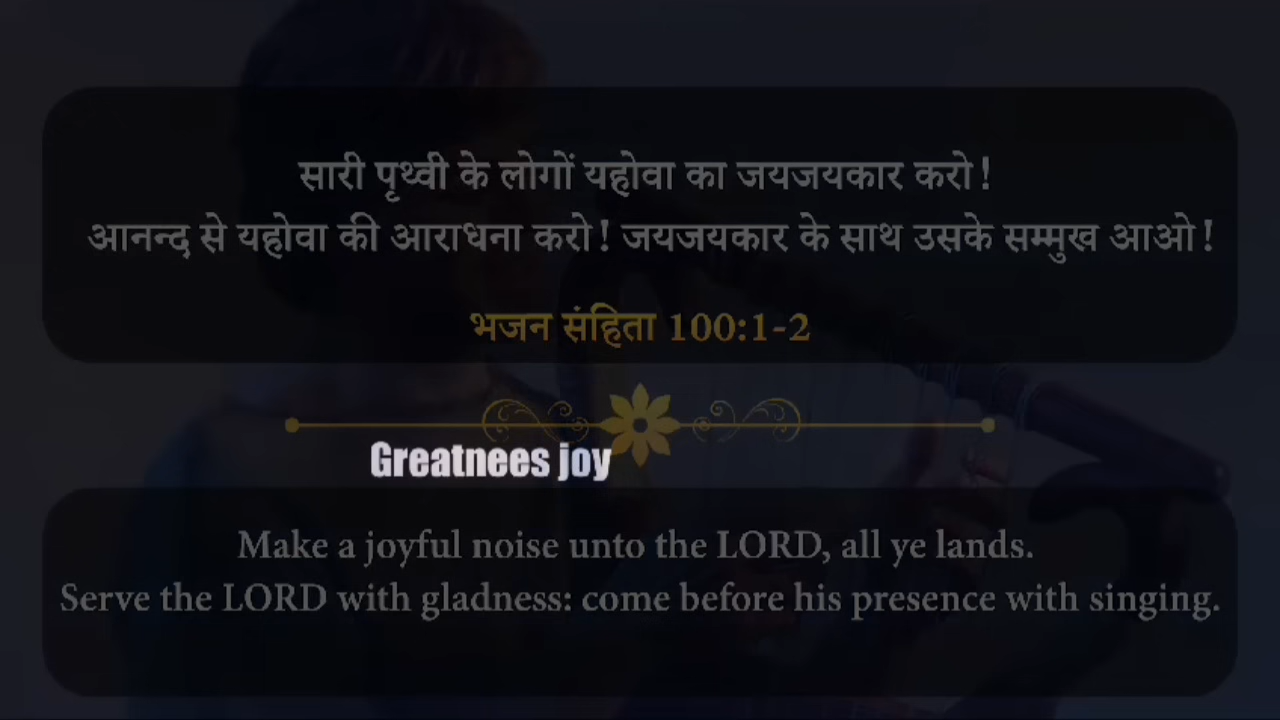 सारी पृथ्वी के लोगों यहोवा का जयजयकार करो!
आनन्द से यहोवा की आराधना करो! जयजयकार के साथ उसके सम्मुख आओ!
भजन संहिता 100:1-2
Greatnees joy
Make a joyful noise unto the LORD, all ye lands.
Serve the LORD with gladness: come before his presence with singing.